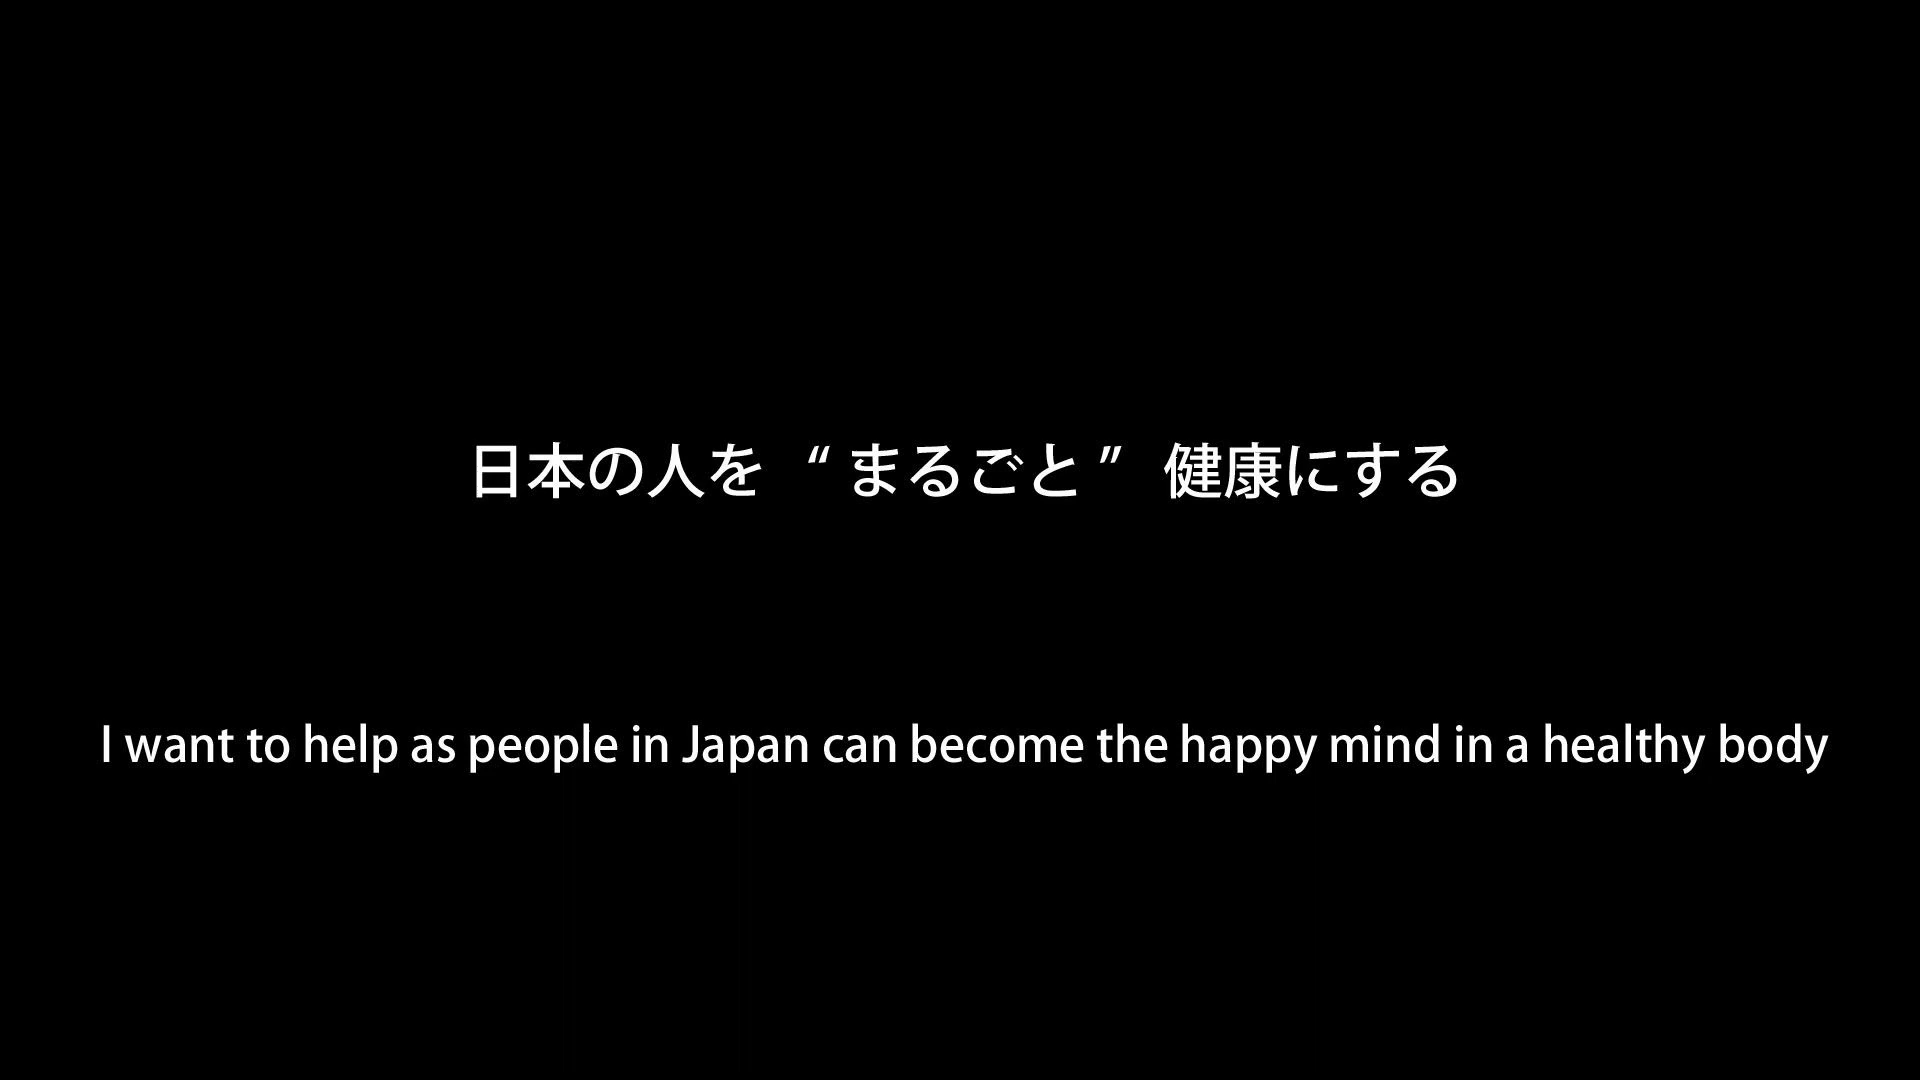 日本の人を “まるごと” 健康にする
I want to help as people in Japan can become the happy mind in a healthy body